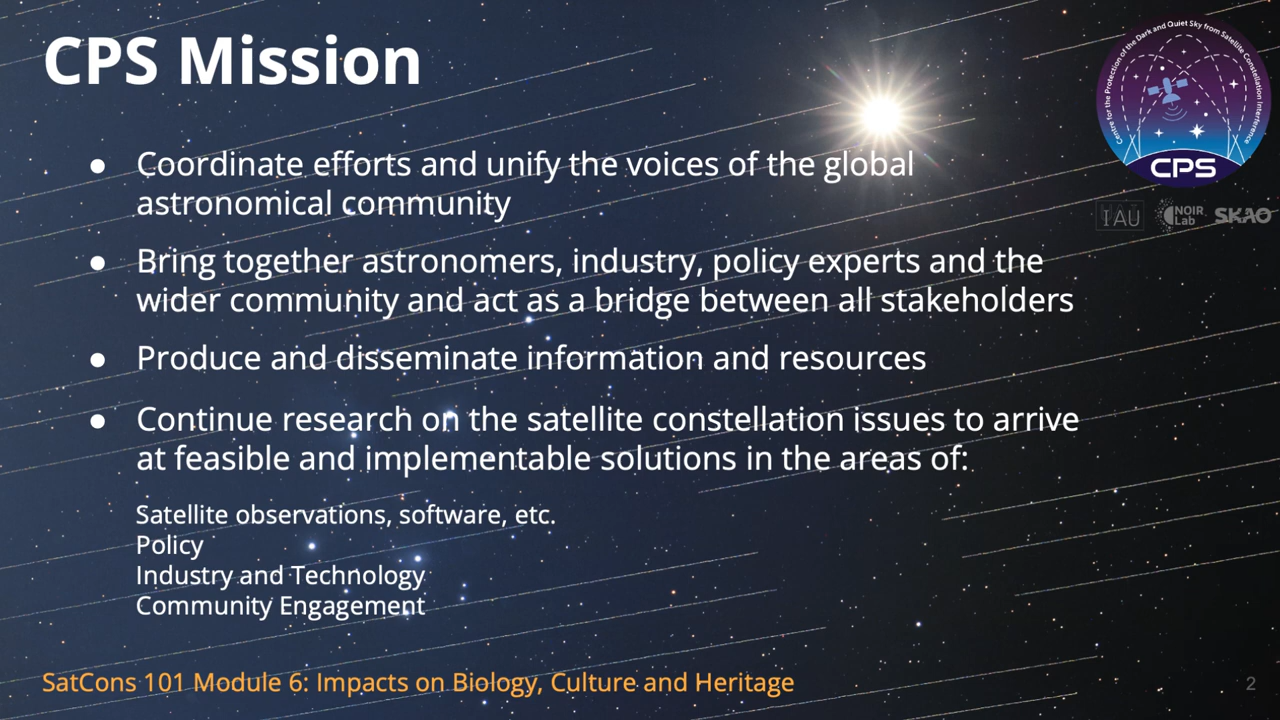 CPS Mission
Centre for the Protection of the Dark and Quiet Sky from Satellite Constellation Interference
CPS
IAU
NOIR
Lab
SKAO
● Coordinate efforts and unify the voices of the global
astronomical community
● Bring together astronomers, industry, policy experts and the
wider community and act as a bridge between all stakeholders
● Produce and disseminate information and resources
● Continue research on the satellite constellation issues to arrive
at feasible and implementable solutions in the areas of:
Satellite observations, software, etc.
Policy
Industry and Technology
Community Engagement
SatCons 101 Module 6: Impacts on Biology, Culture and Heritage
2